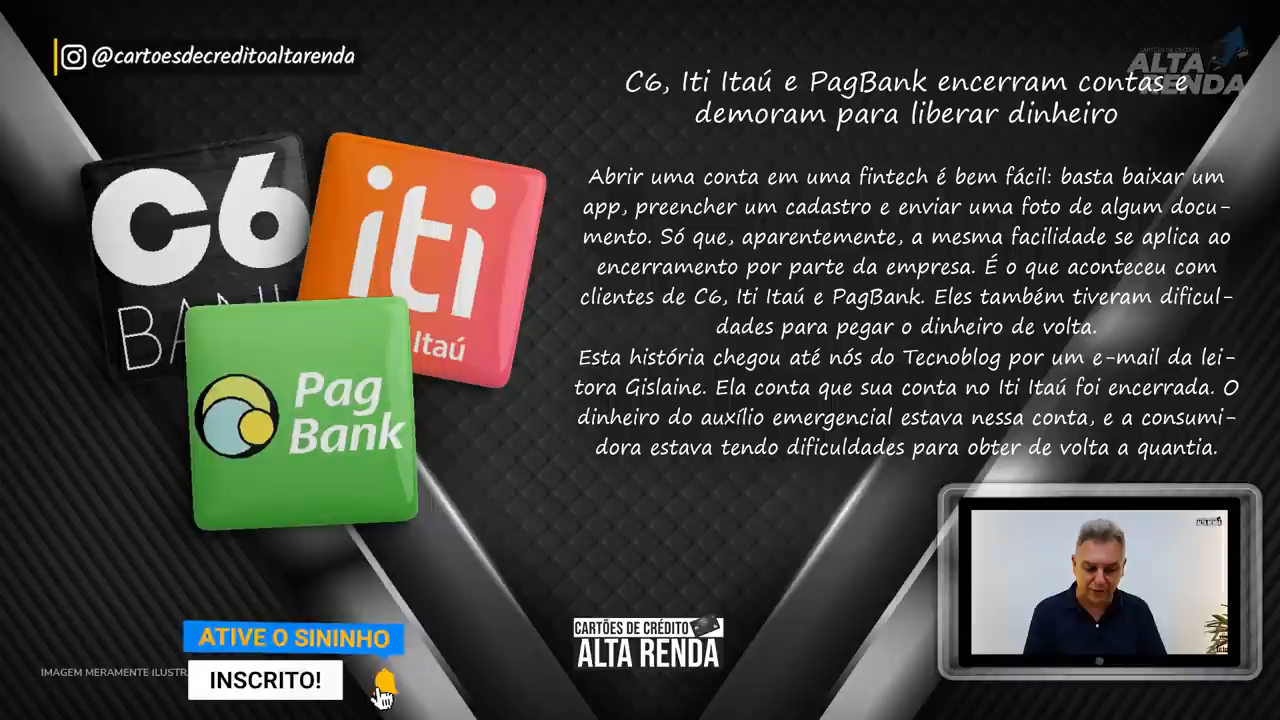 @cartoesdecreditoaltarenda
CARTÕES DE CRÉDITO
ALTA
RENDA
C6, Iti Itaú e PagBank encerram contas e
demoram para liberar dinheiro
C6
BAN
iti
Itaú
Pag
Bank
Abrir uma conta em uma fintech é bem fácil: basta baixar um
app, preencher um cadastro e enviar uma foto de algum docu-
mento. Só que, aparentemente, a mesma facilidade se aplica ao
encerramento por parte da empresa. É o que aconteceu com
clientes de C6, Iti Itaú e PagBank. Eles também tiveram dificul-
dades para pegar o dinheiro de volta.
Esta história chegou até nós do Tecnoblog por um e-mail da lei-
tora Gislaine. Ela conta que sua conta no Iti Itaú foi encerrada. O
dinheiro do auxílio emergencial estava nessa conta, e a consumi-
dora estava tendo dificuldades para obter de volta a quantia.
ALTA RENDA
CARTÕES DE CRÉDITO
ALTA RENDA
ATIVE O SININHO
INSCRITO!
IMAGEM MERAMENTE ILUSTR